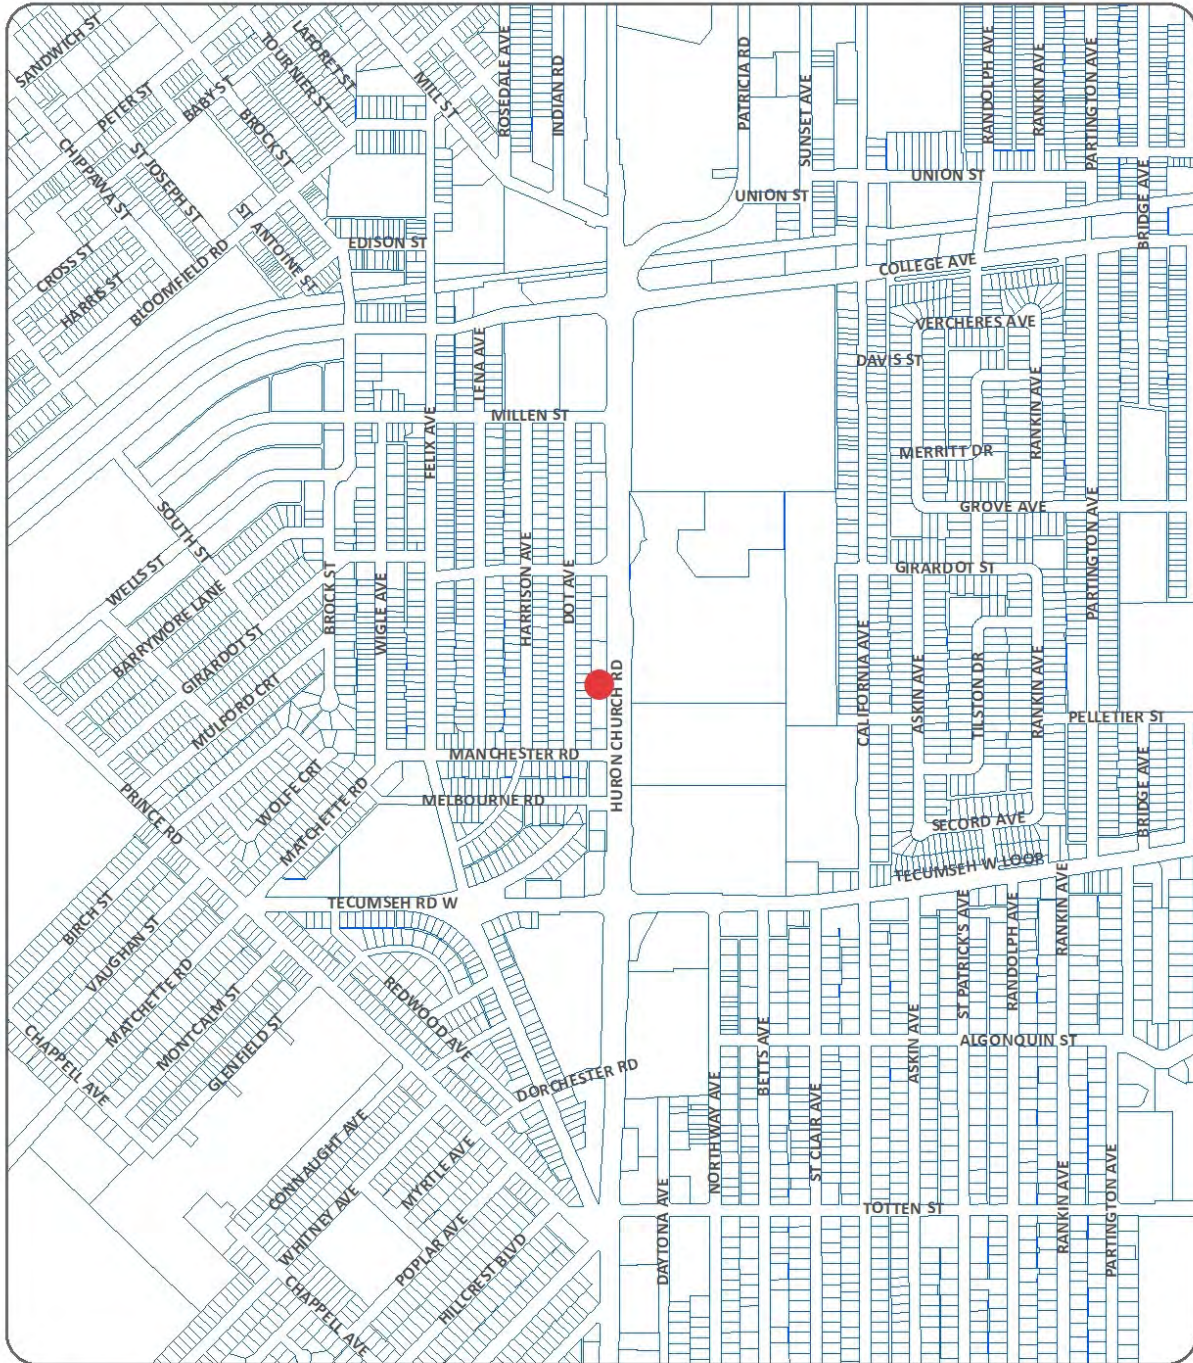 SANDWICH ST
TOURNIER ST
LAFORET ST
MILL ST
ROSEDALE AVE
INDIAN RD
PATRICIA RD
SUNSET AVE
RANDOLPH AVE
RANKIN AVE
PARTINGTON AVE
PETER ST
BABY ST
BROCK ST
CHIPPAWA ST
ST JOSEPH ST
UNION ST
UNION ST
BRIDGE AVE
ST ANTOINE ST
EDISON ST
CROSS ST
HARRIS ST
BLOOMFIELD RD
COLLEGE AVE
VERCHERES AVE
LENA AVE
DAVIS ST
FELIX AVE
MILLEN ST
RANKIN AVE
MERRITT DR
GROVE AVE
SOUTH ST
WELLS ST
BARRYMORE LANE
GIRARDOT ST
MULFORD CRT
BROCK ST
WIGLE AVE
HARRISON AVE
DOT AVE
GIRARDOT ST
PARTINGTON AVE
CALIFORNIA AVE
ASKIN AVE
TILSTON DR
RANKIN AVE
PELLETIER ST
HURON CHURCH RD
MANCHESTER RD
MELBOURNE RD
WOLFE CRT
MATCHETTE RD
PRINCE RD
BRIDGE AVE
SECORD AVE
TECUMSEH W LOOP
TECUMSEH RD W
BIRCH ST
VAUGHAN ST
MATCHETTE RD
MONTCALM ST
GLENFIELD ST
CHAPPELL AVE
REDWOOD AVE
ST PATRICK'S AVE
RANDOLPH AVE
RANKIN AVE
ALGONQUIN ST
ASKIN AVE
BETTS AVE
DORCHESTER RD
NORTHWAY AVE
ST CLAIR AVE
CONNAUGHT AVE
WHITNEY AVE
MYRTLE AVE
POPLAR AVE
HILLCREST BLVD
CHAPPELL AVE
DAYTONA AVE
TOTTEN ST
RANKIN AVE
PARTINGTON AVE